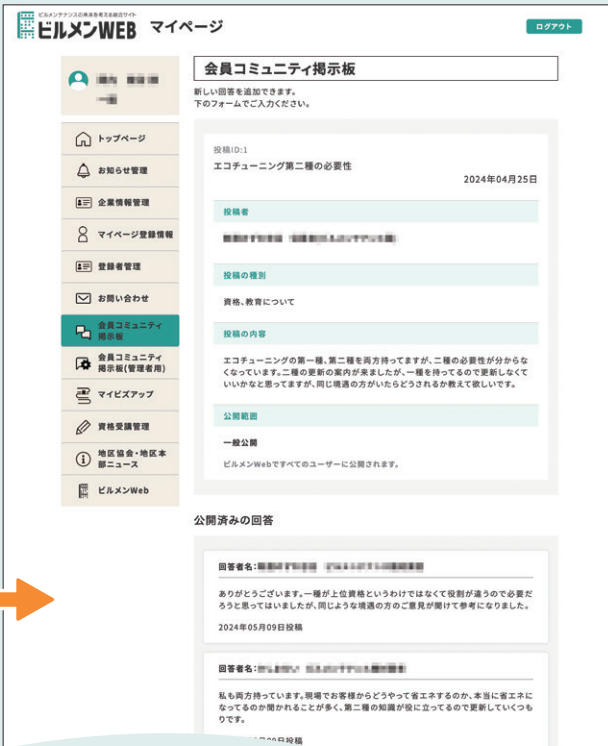 ビルメンテナンスの未来を考える総合サイト
ビルメンWEB マイページ
ログアウト
トップページ
お知らせ管理
企業情報管理
マイページ登録情報
登録者管理
お問い合わせ
会員コミュニティ
掲示板
会員コミュニティ
掲示板(管理者用)
マイビズアップ
資格受講管理
地区協会・地区本
部ニュース
ビルメンWeb
会員コミュニティ掲示板
新しい回答を追加できます。
下のフォームでご入力ください。
投稿ID:1
エコチューニング第二種の必要性
2024年04月25日
投稿者
投稿の種別
資格、教育について
投稿の内容
エコチューニングの第一種、第二種を両方持ってますが、二種の必要性が分からな
くなっています。二種の更新の案内が来ましたが、一種を持ってるので更新しなくて
いいかなと思ってますが、同じ境遇の方がいたらどうされるか教えて欲しいです。
公開範囲
一般公開
ビルメンWebですべてのユーザーに公開されます。
公開済みの回答
回答者名:
ありがとうございます。一種が上位資格というわけではなくて役割が違うので必要だ
ろうと思ってはいましたが、同じような境遇の方のご意見が聞けて参考になりました。
2024年05月09日投稿
回答者名:
私も両方持っています。現場でお客様からどうやって省エネするのか、本当に省エネに
なってるのか聞かれることが多く、第二種の知識が役に立ってるので更新していくつも
りです。
09日投稿